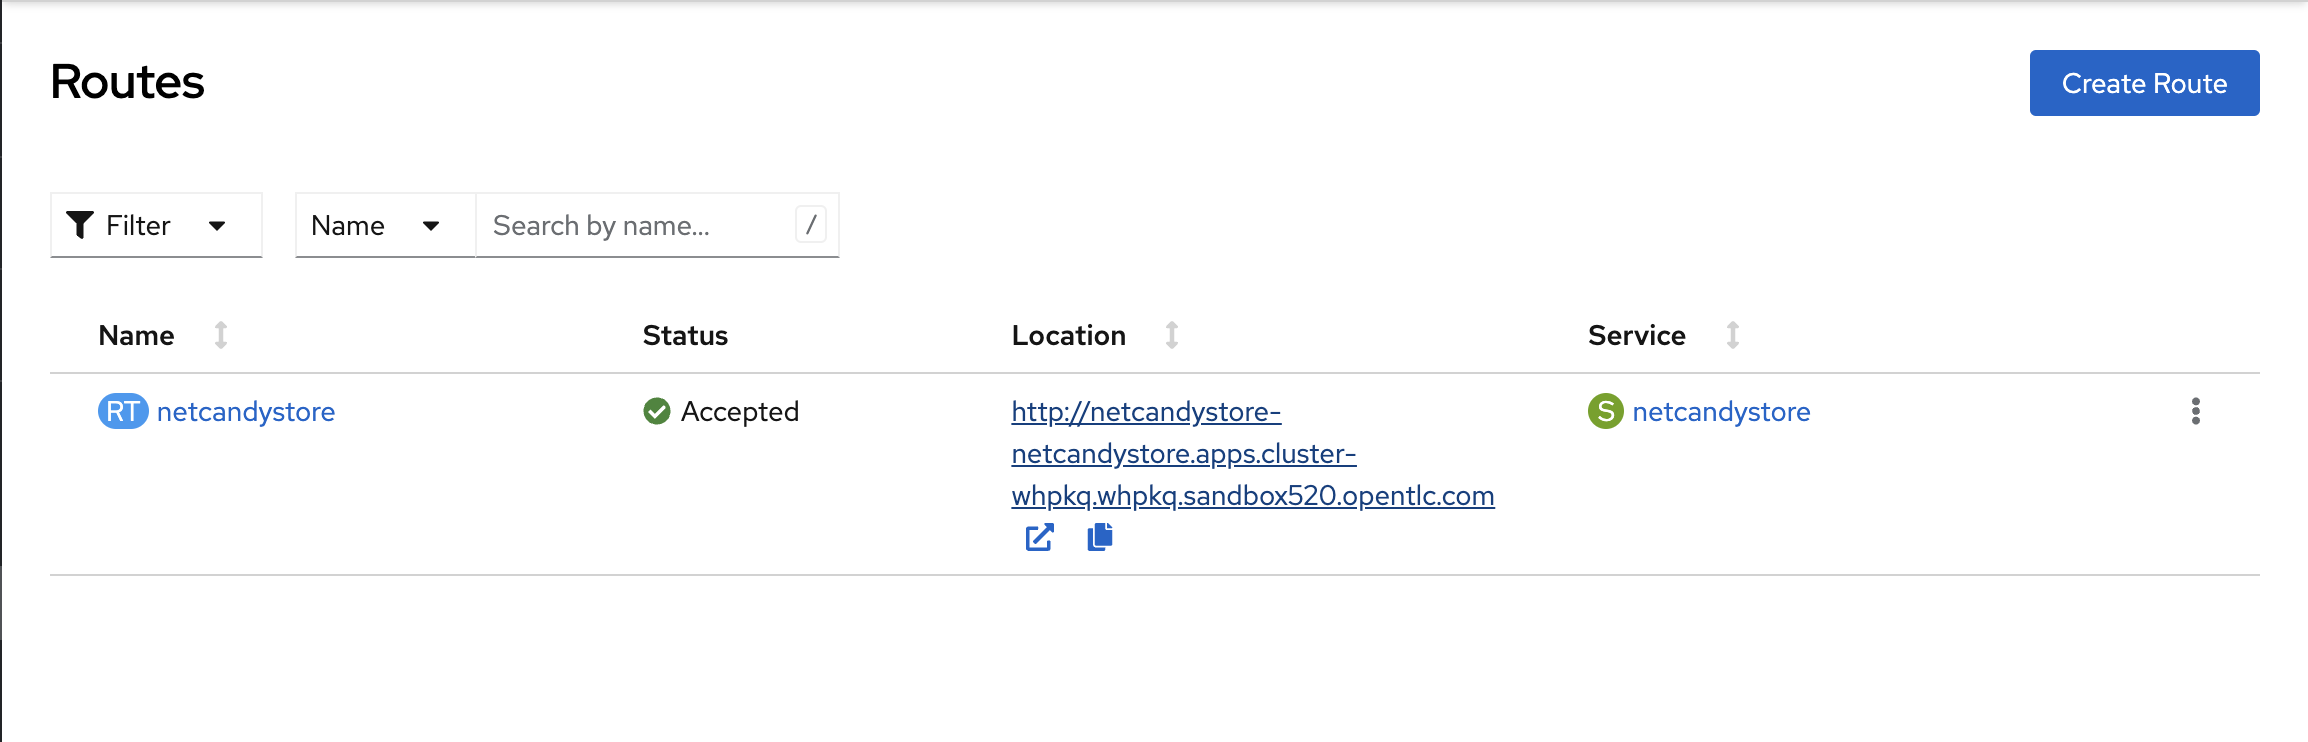 Routes
Create Route
Filter
Name
Search by name...
/
Name
Status
Location
Service
RT netcandystore
Accepted
http://netcandystore-
netcandystore.apps.cluster-
whpkq.whpkq.sandbox520.opentlc.com
S netcandystore